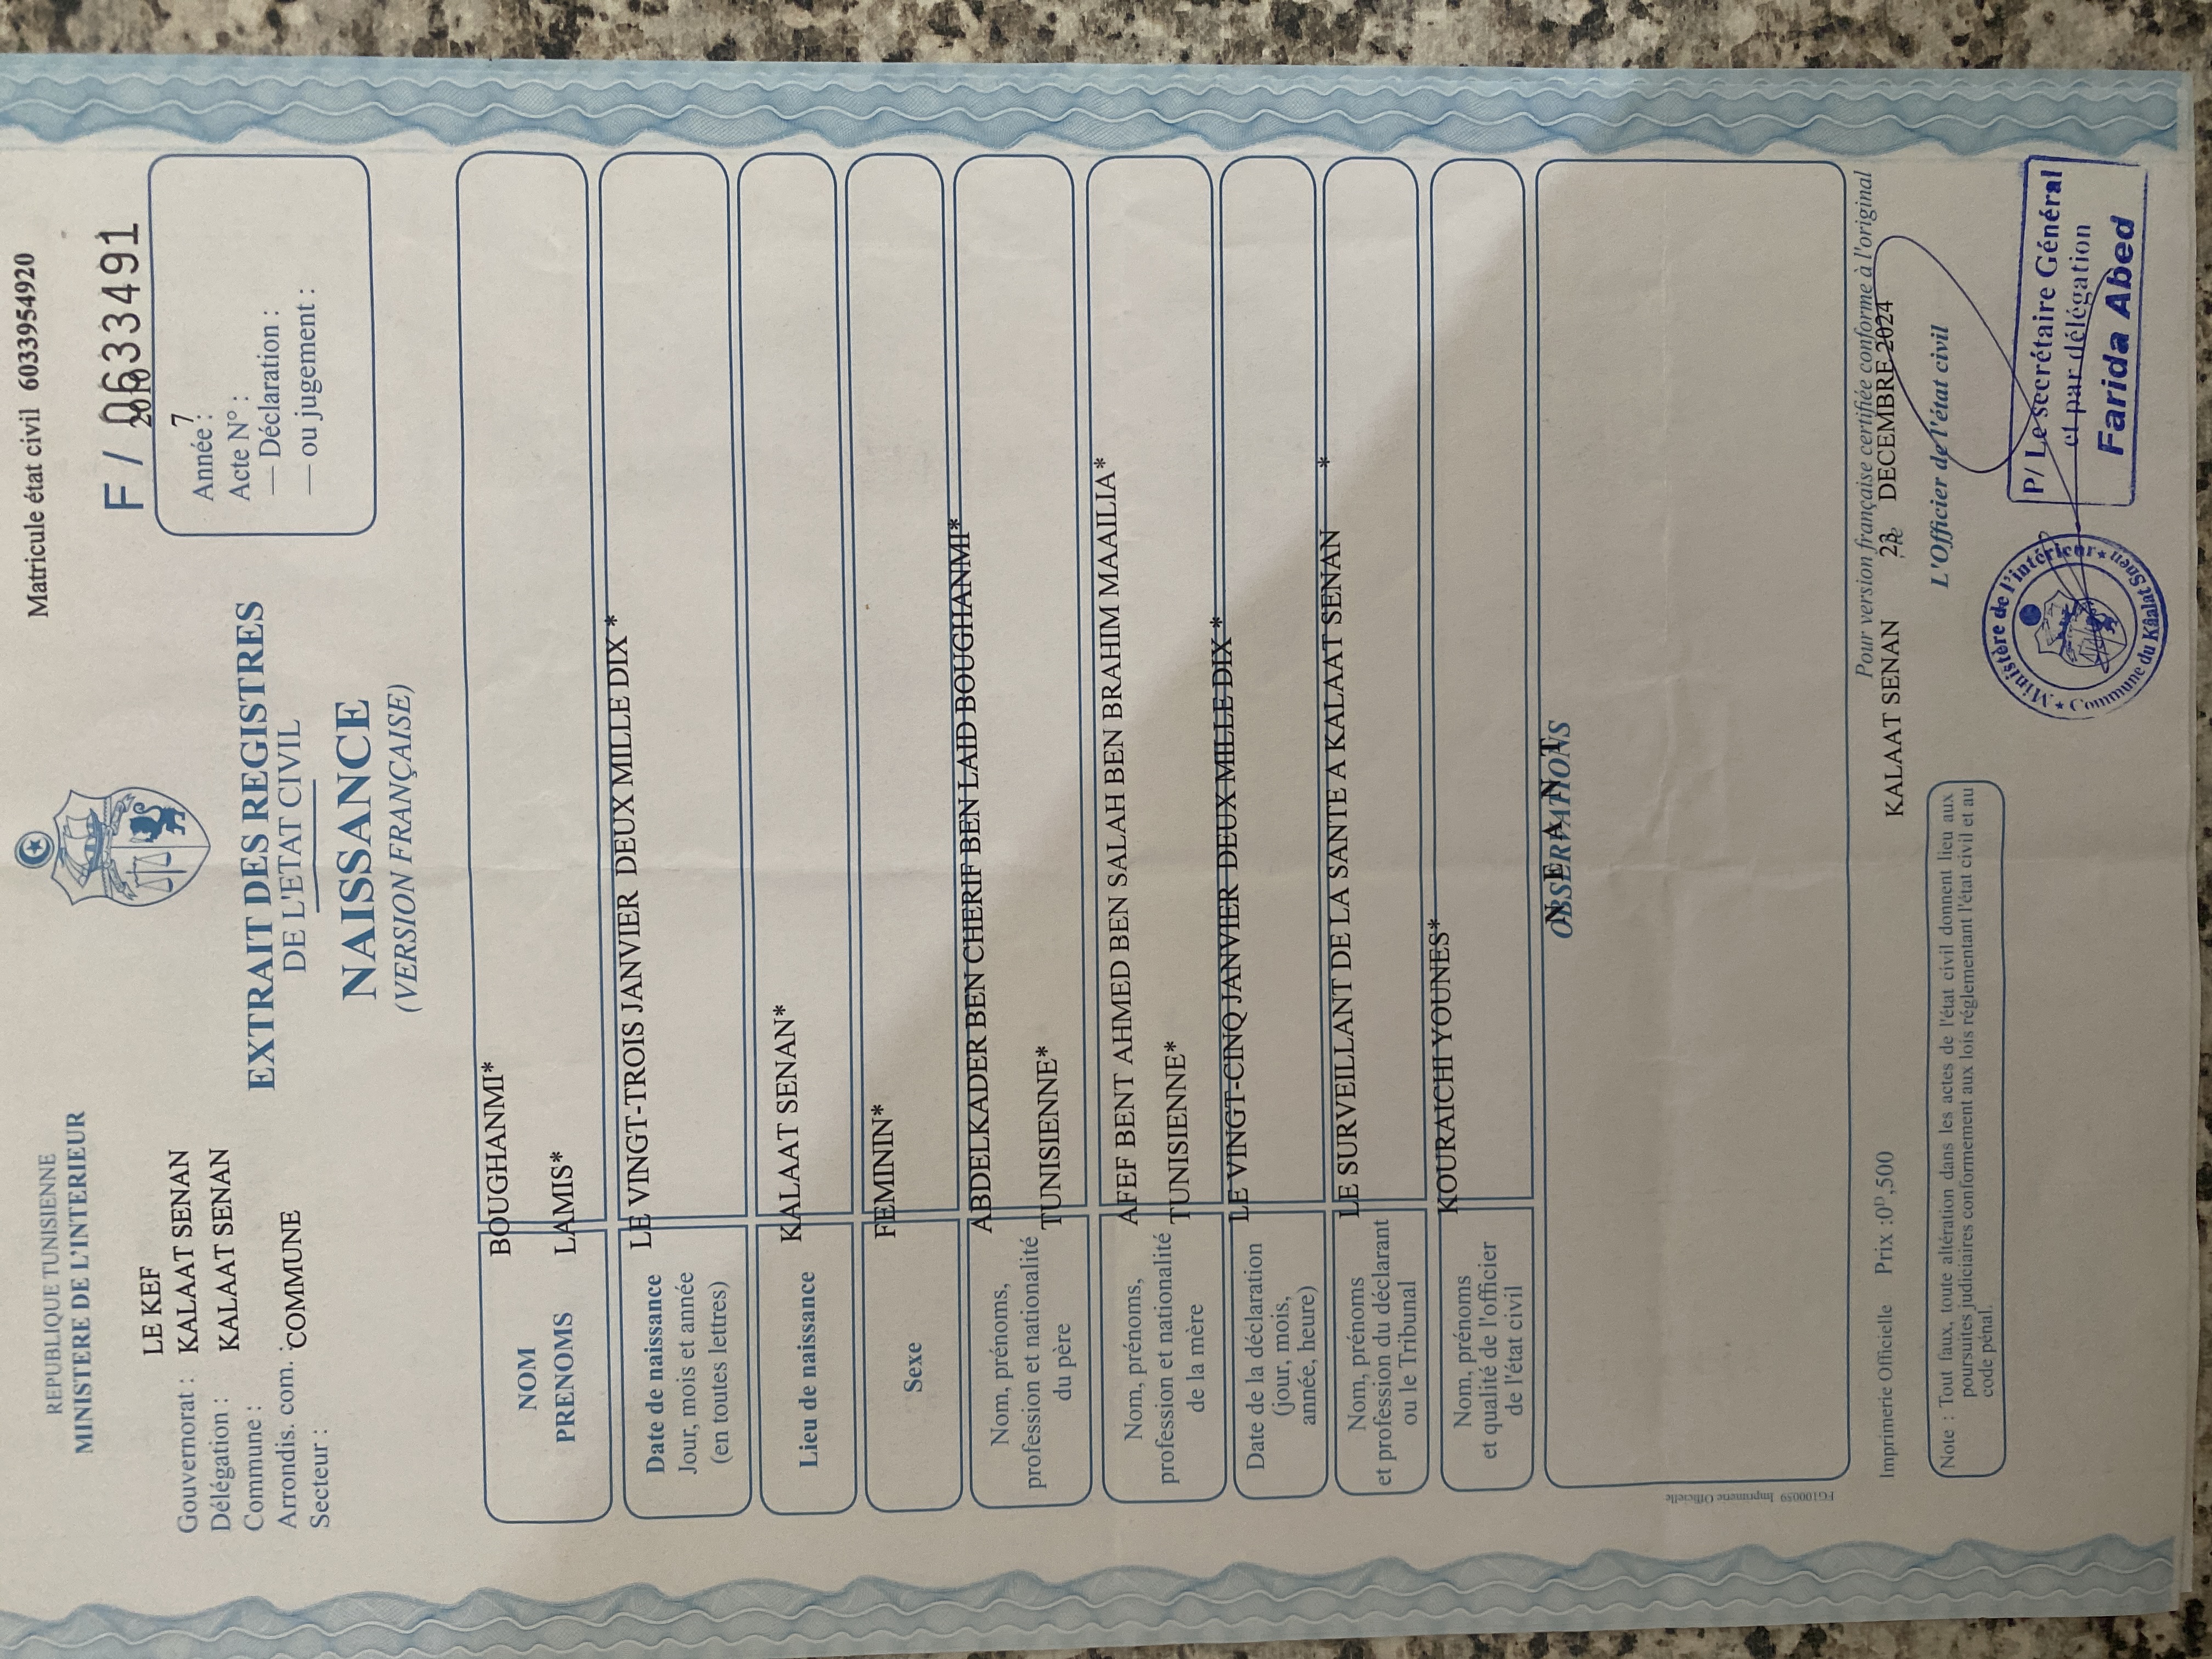 REPUBLIQUE TUNISIENNE
MINISTERE DE L'INTERIEUR
Matricule état civil 6033954920
F / 06334491
LE KEF
Gouvernorat : KALAAT SENAN
Délégation : KALAAT SENAN
Commune :
Arrondis. com. : COMMUNE
Secteur :
2010
Année : 7
Acte N° :
— Déclaration :
— ou jugement :
EXTRAIT DES REGISTRES
DE L'ETAT CIVIL
NAISSANCE
(VERSION FRANÇAISE)
NOM BOUGHANMI*
PRENOMS LAMIS*
Date de naissance LE VINGT-TROIS JANVIER DEUX MILLE DIX *
Jour, mois et année
(en toutes lettres)
Lieu de naissance KALAAT SENAN*
Sexe FEMININ*
Nom, prénoms, ABDELKADER BEN CHERIF BEN LAID BOUGHANMI*
profession et nationalité TUNISIENNE*
du père
Nom, prénoms, AFEF BENT AHMED BEN SALAH BEN BRAHIM MAAILIA*
profession et nationalité TUNISIENNE*
de la mère
Date de la déclaration LE VINGT-CINQ JANVIER DEUX MILLE DIX *
(jour, mois,
année, heure)
Nom, prénoms LE SURVEILLANT DE LA SANTE A KALAAT SENAN *
et profession du déclarant
ou le Tribunal
Nom, prénoms KOURAICHI YOUNES*
et qualité de l'officier
de l'état civil
OBSERVATIONS
N E A N T
FG100059 Imprimerie Officielle
Imprimerie Officielle Prix :0ᴰ,500
Pour version française certifiée conforme à l'original
KALAAT SENAN le 23 DECEMBRE 2024
L'Officier de l'état civil
Note : Tout faux, toute altération dans les actes de l'état civil donnent lieu aux
poursuites judiciaires conformement aux lois réglementant l'état civil et au
code pénal.
Ministère de l'intérieur
Commune du Kâalat Snen
P/ Le secrétaire Général
et par délégation
Farida Abed